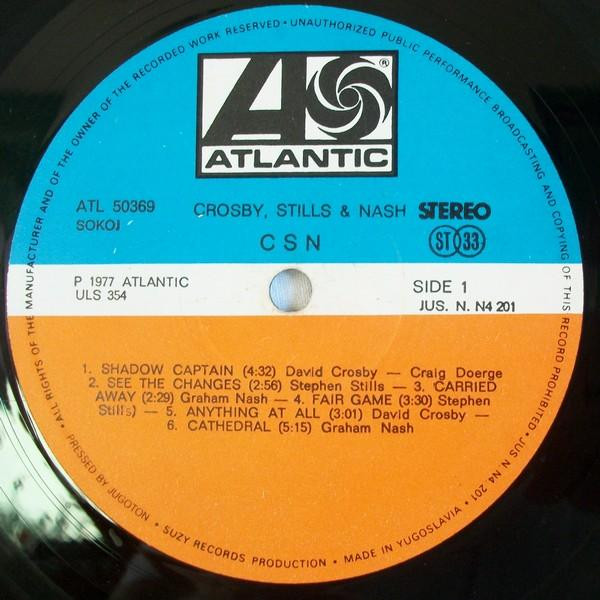 • ALL RIGHTS OF THE MANUFACTURER AND OF THE OWNER OF THE RECORDED WORK RESERVED • UNAUTHORIZED PUBLIC PERFORMANCE BROADCASTING AND COPYING OF THIS RECORD PROHIBITED • JUS N N4 201
ATLANTIC
®
ATL 50369
CROSBY, STILLS & NASH STEREO
SOKOJ
CSN
ST 33
P 1977 ATLANTIC
ULS 354
SIDE 1
JUS. N. N4 201
1. SHADOW CAPTAIN (4:32) David Crosby — Craig Doerge
2. SEE THE CHANGES (2:56) Stephen Stills — 3. CARRIED
AWAY (2:29) Graham Nash — 4. FAIR GAME (3:30) Stephen
Stills) — 5. ANYTHING AT ALL (3:01) David Crosby —
6. CATHEDRAL (5:15) Graham Nash
PRESSED BY JUGOTON • SUZY RECORDS PRODUCTION • MADE IN YUGOSLAVIA •